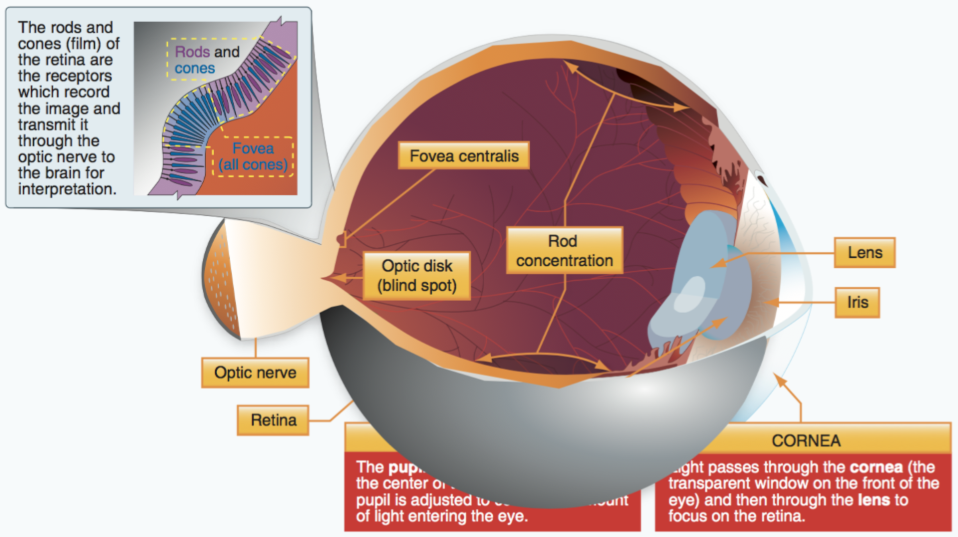 The rods and
cones (film) of
the retina are
the receptors
which record
the image and
transmit it
through the
optic nerve to
the brain for
interpretation.
Rods and
cones
Fovea
(all cones)
Fovea centralis
Rod
concentration
Optic disk
(blind spot)
Lens
Iris
Optic nerve
Retina
The
the center of
pupil is adjusted to
of light entering the eye.
CORNEA
passes through the cornea (the
transparent window on the front of the
eye) and then through the lens to
focus on the retina.